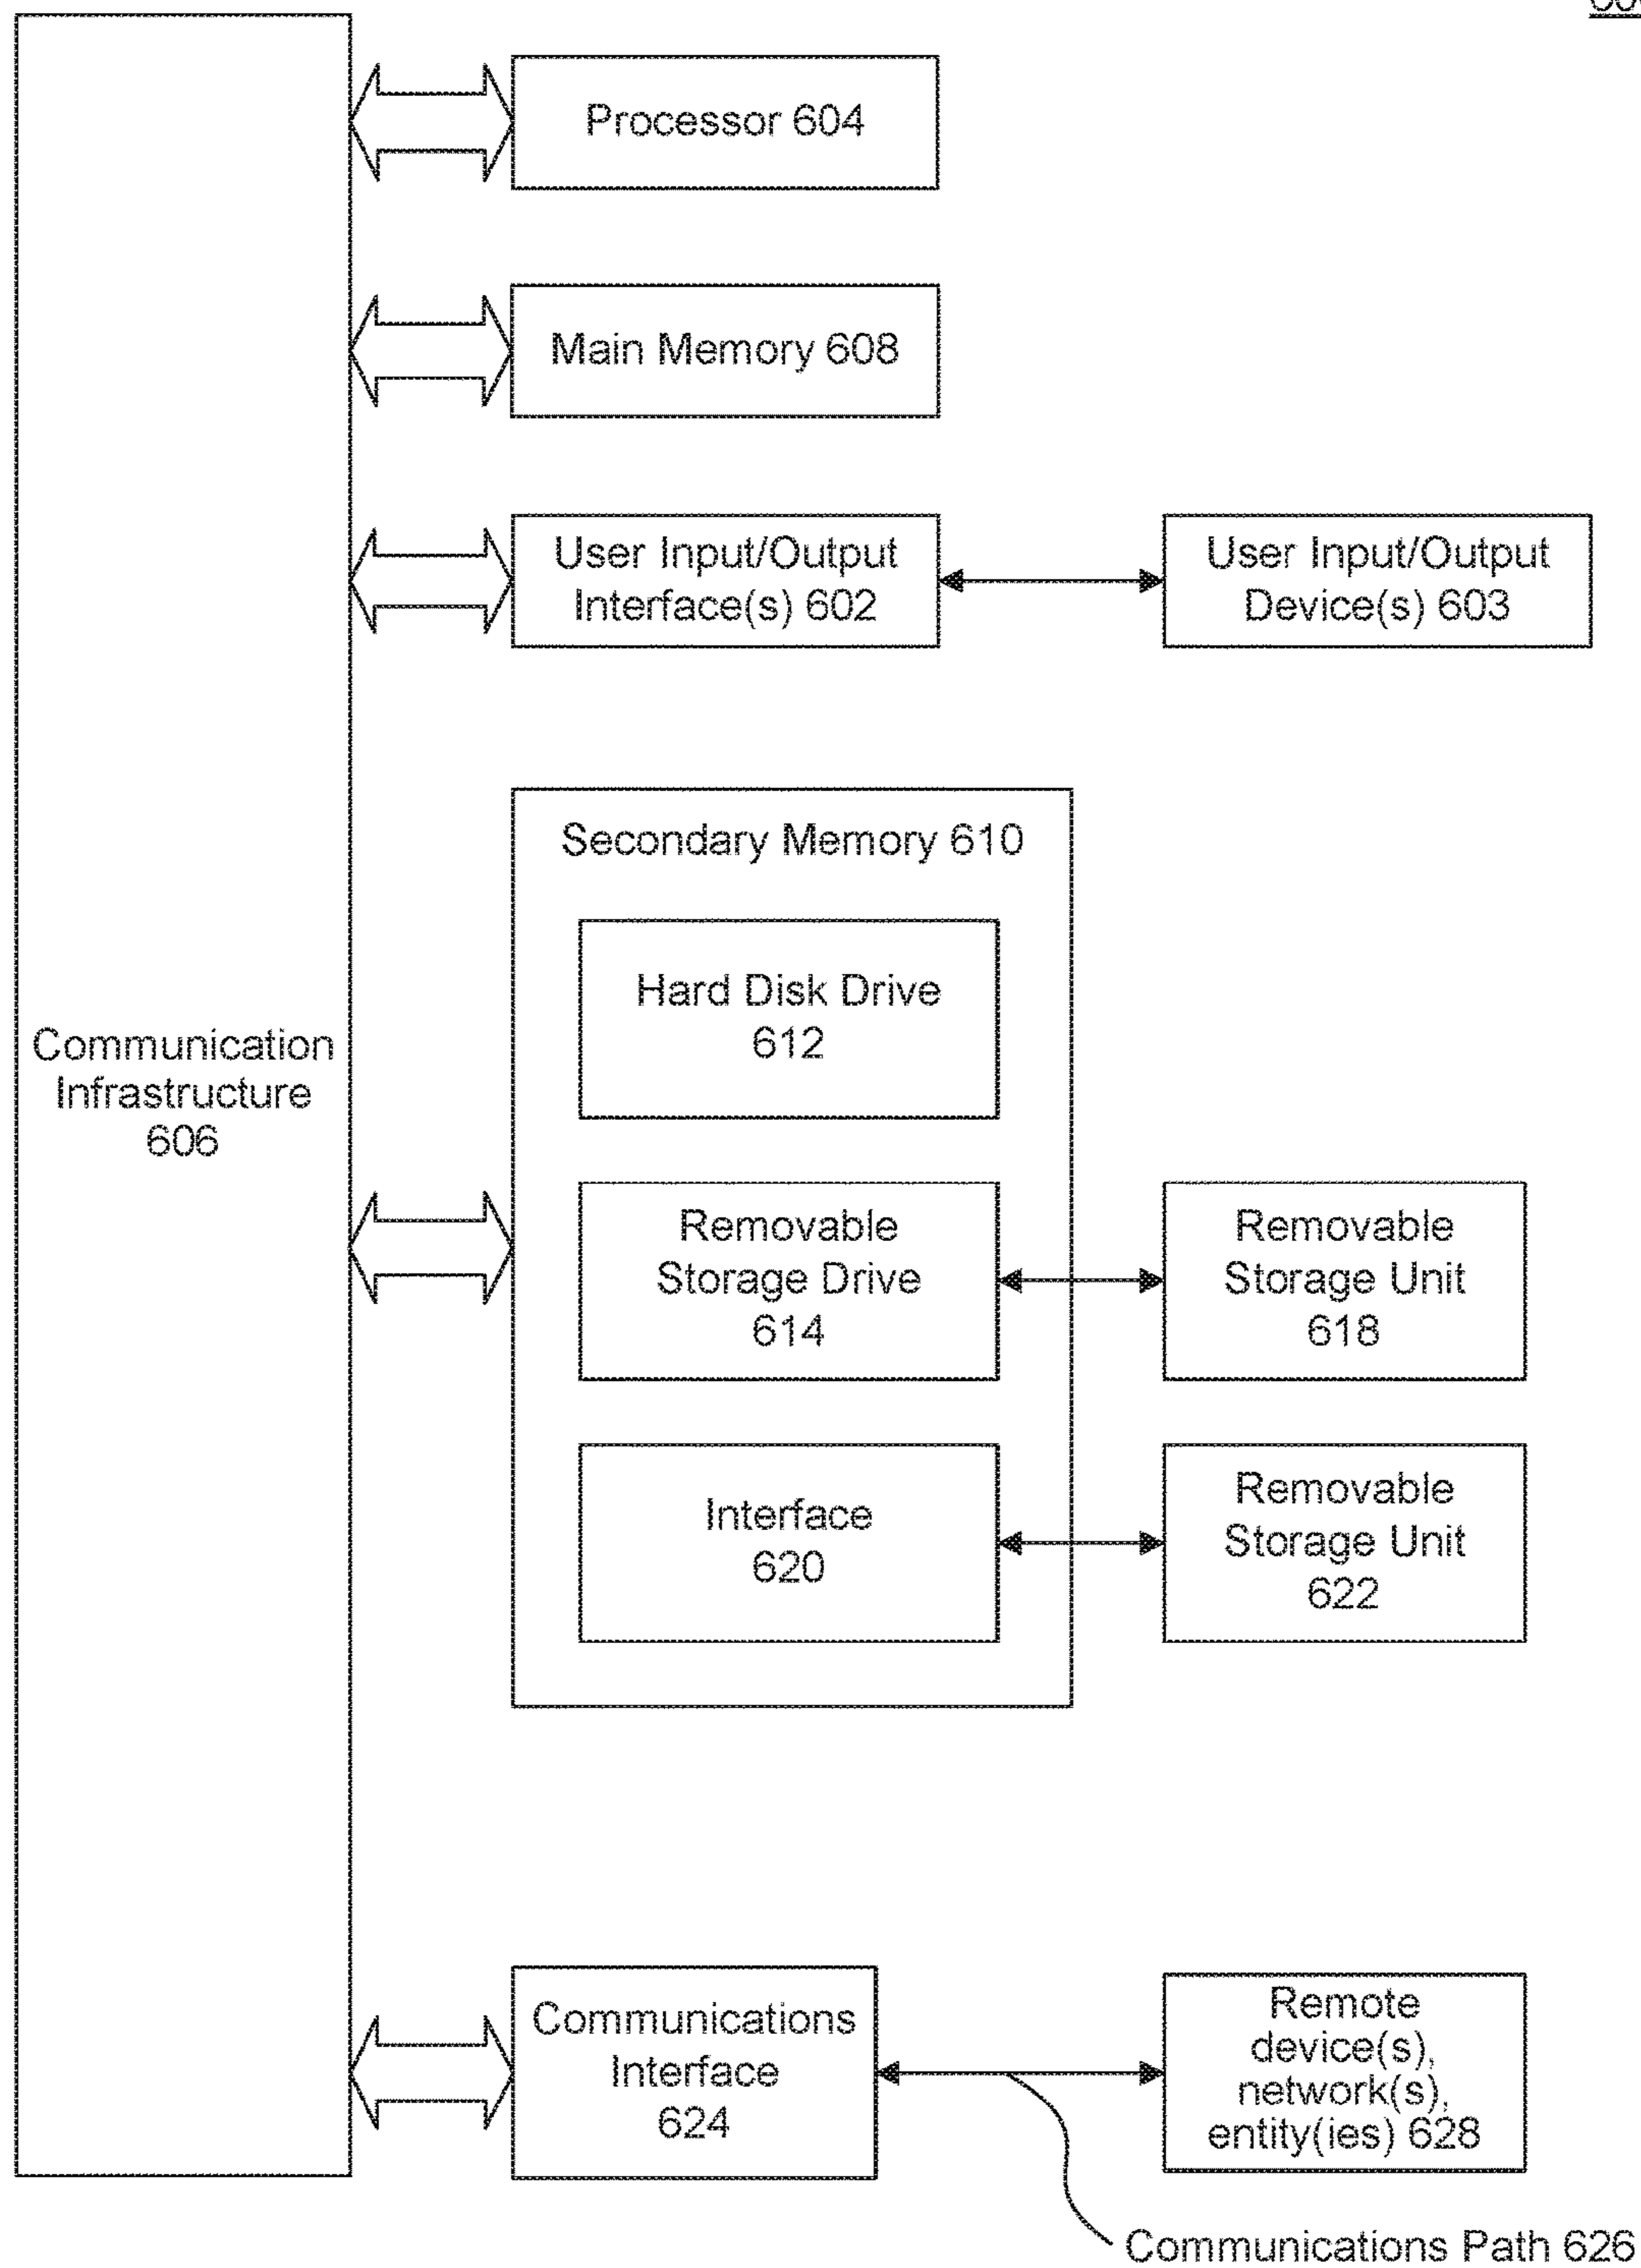 Processor 604
Main Memory 608
User Input/Output
Interface(s) 602
User Input/Output
Device(s) 603
Secondary Memory 610
Hard Disk Drive
612
Communication
Infrastructure
606
Removable
Storage Drive
614
Removable
Storage Unit
618
Interface
620
Removable
Storage Unit
622
Communications
Interface
624
Remote
device(s),
network(s),
entity(ies) 628
Communications Path 626